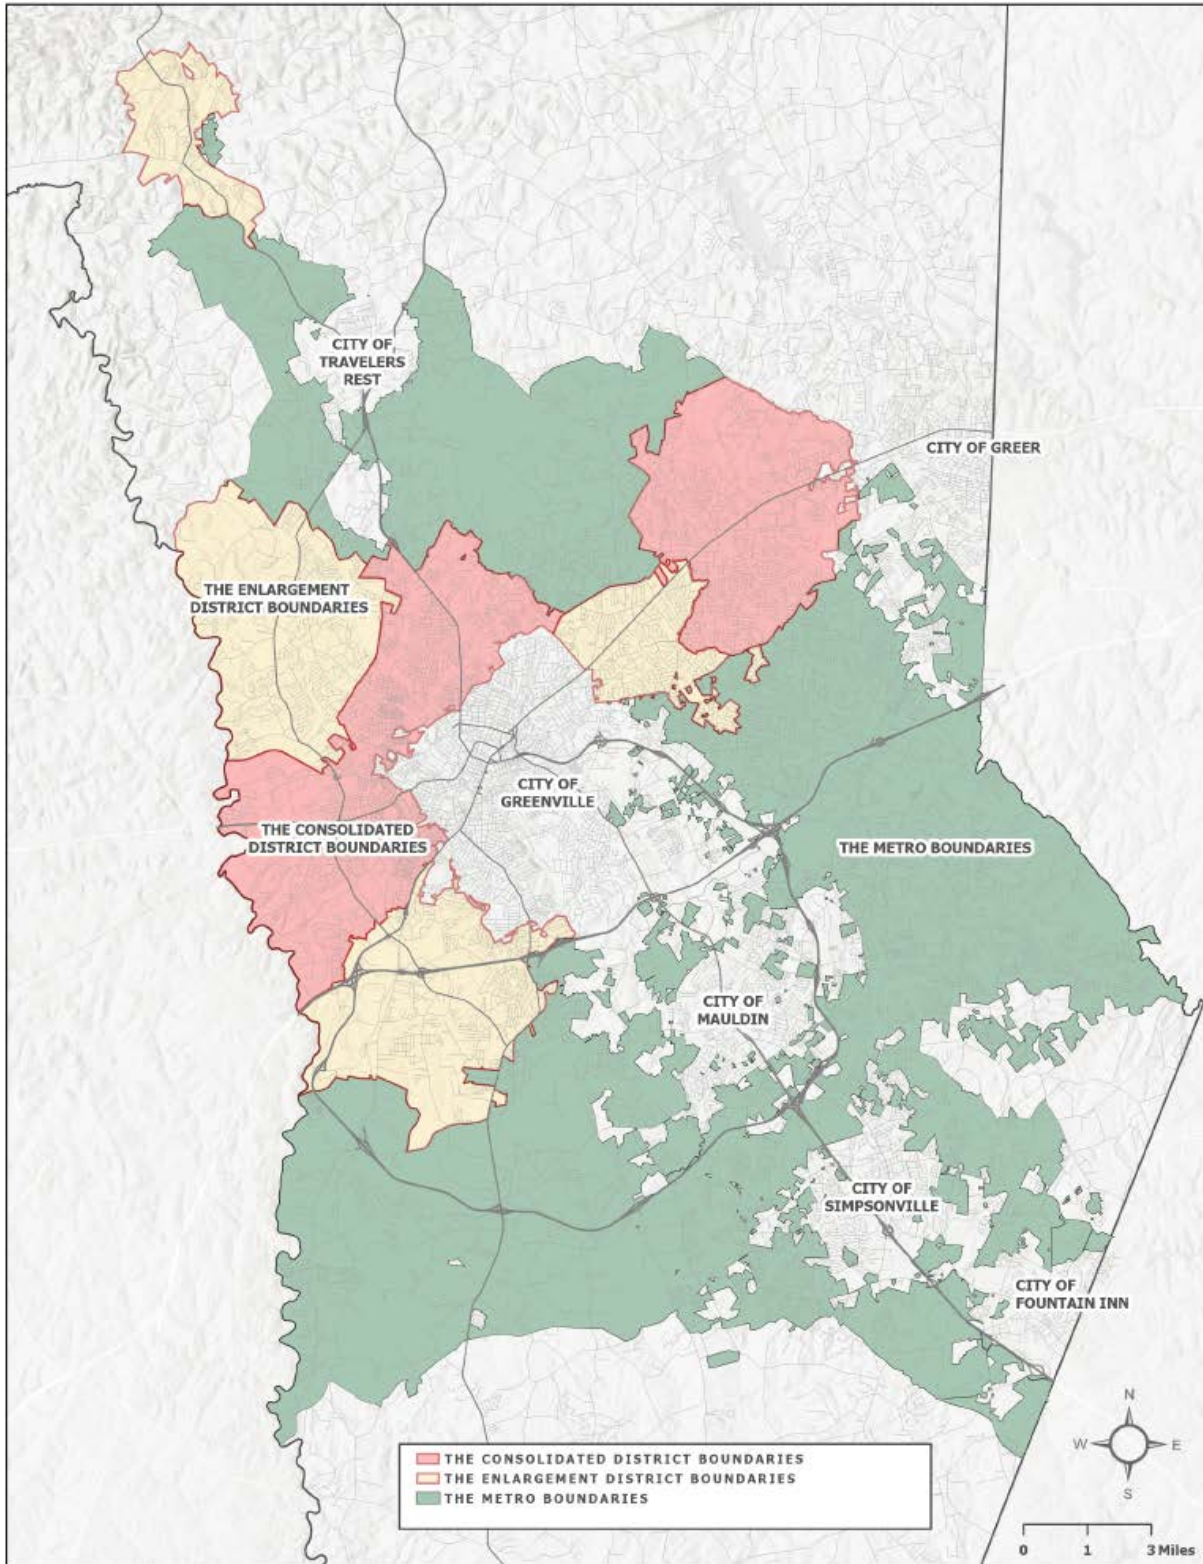 CITY OF
TRAVELERS
REST
CITY OF GREER
THE ENLARGEMENT
DISTRICT BOUNDARIES
CITY OF
GREENVILLE
THE CONSOLIDATED
DISTRICT BOUNDARIES
THE METRO BOUNDARIES
CITY OF
MAULDIN
CITY OF
SIMPSONVILLE
CITY OF
FOUNTAIN INN
N
W
E
S
THE CONSOLIDATED DISTRICT BOUNDARIES
THE ENLARGEMENT DISTRICT BOUNDARIES
THE METRO BOUNDARIES
0 1 3 Miles